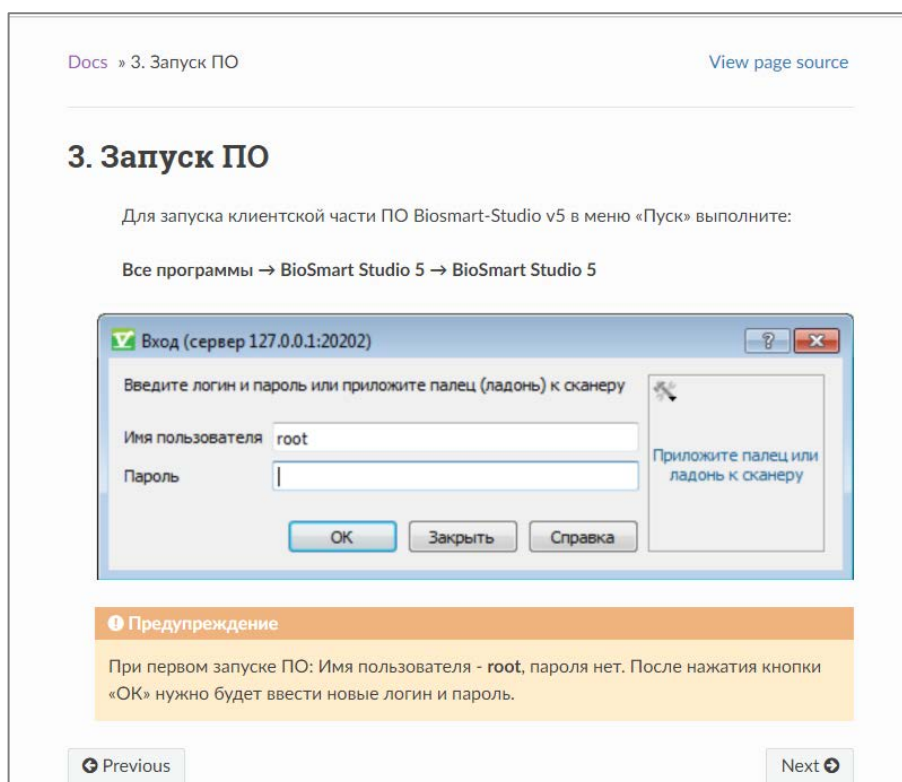 Docs » 3. Запуск ПО
View page source
3. Запуск ПО
Для запуска клиентской части ПО Biosmart-Studio v5 в меню «Пуск» выполните:
Все программы → BioSmart Studio 5 → BioSmart Studio 5
Вход (сервер 127.0.0.1:20202)
Введите логин и пароль или приложите палец (ладонь) к сканеру
Имя пользователя root
Пароль
Приложите палец или
ладонь к сканеру
OK Закрыть Справка
Предупреждение
При первом запуске ПО: Имя пользователя - root, пароля нет. После нажатия кнопки
«ОК» нужно будет ввести новые логин и пароль.
Previous
Next